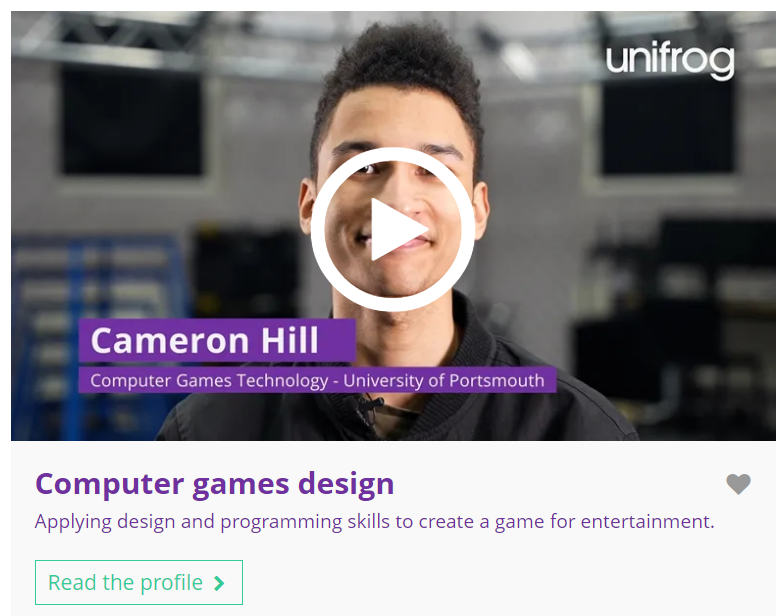 unifrog
Cameron Hill
Computer Games Technology - University of Portsmouth
Computer games design
Applying design and programming skills to create a game for entertainment.
Read the profile